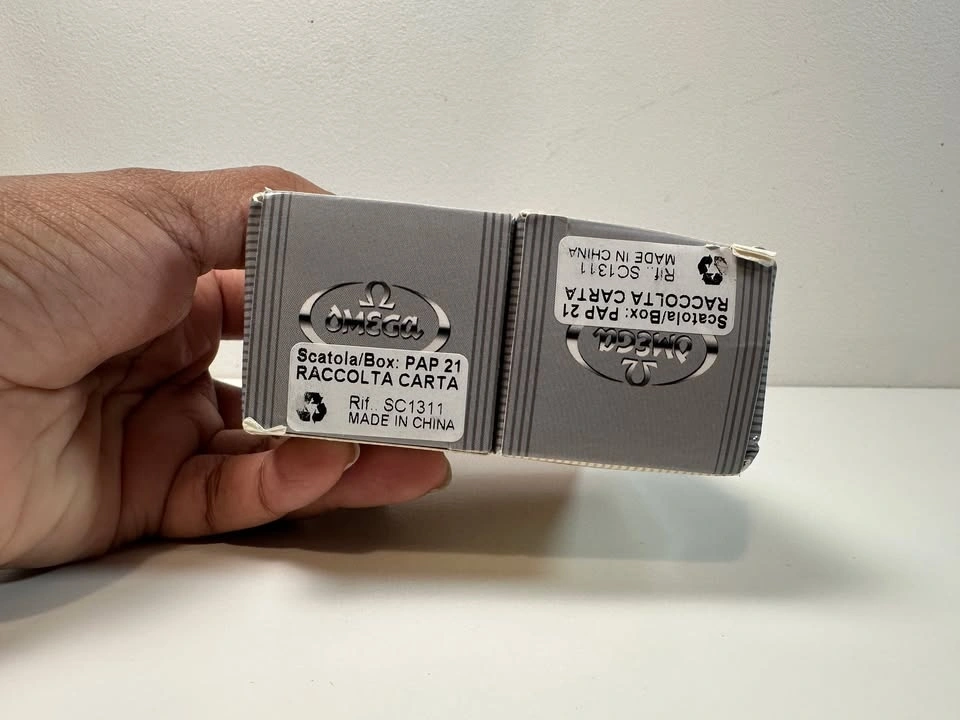 OMEGA
Scatola/Box: PAP 21
RACCOLTA CARTA
Rif.. SC1311
MADE IN CHINA
OMEGA
Scatola/Box: PAP 21
RACCOLTA CARTA
Rif.. SC1311
MADE IN CHINA